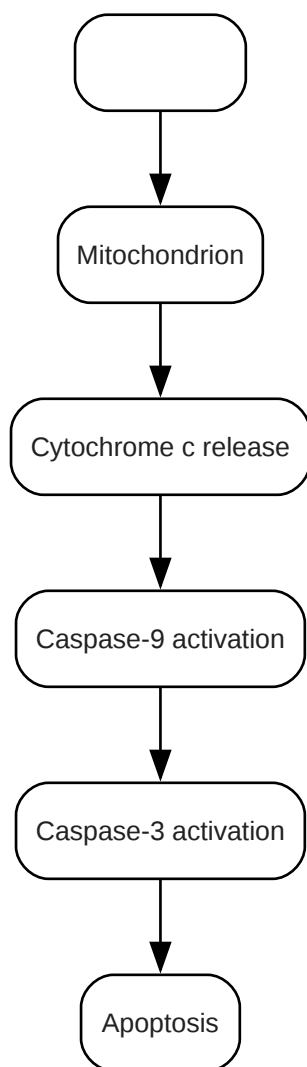 Mitochondrion
Cytochrome c release
Caspase-9 activation
Caspase-3 activation
Apoptosis